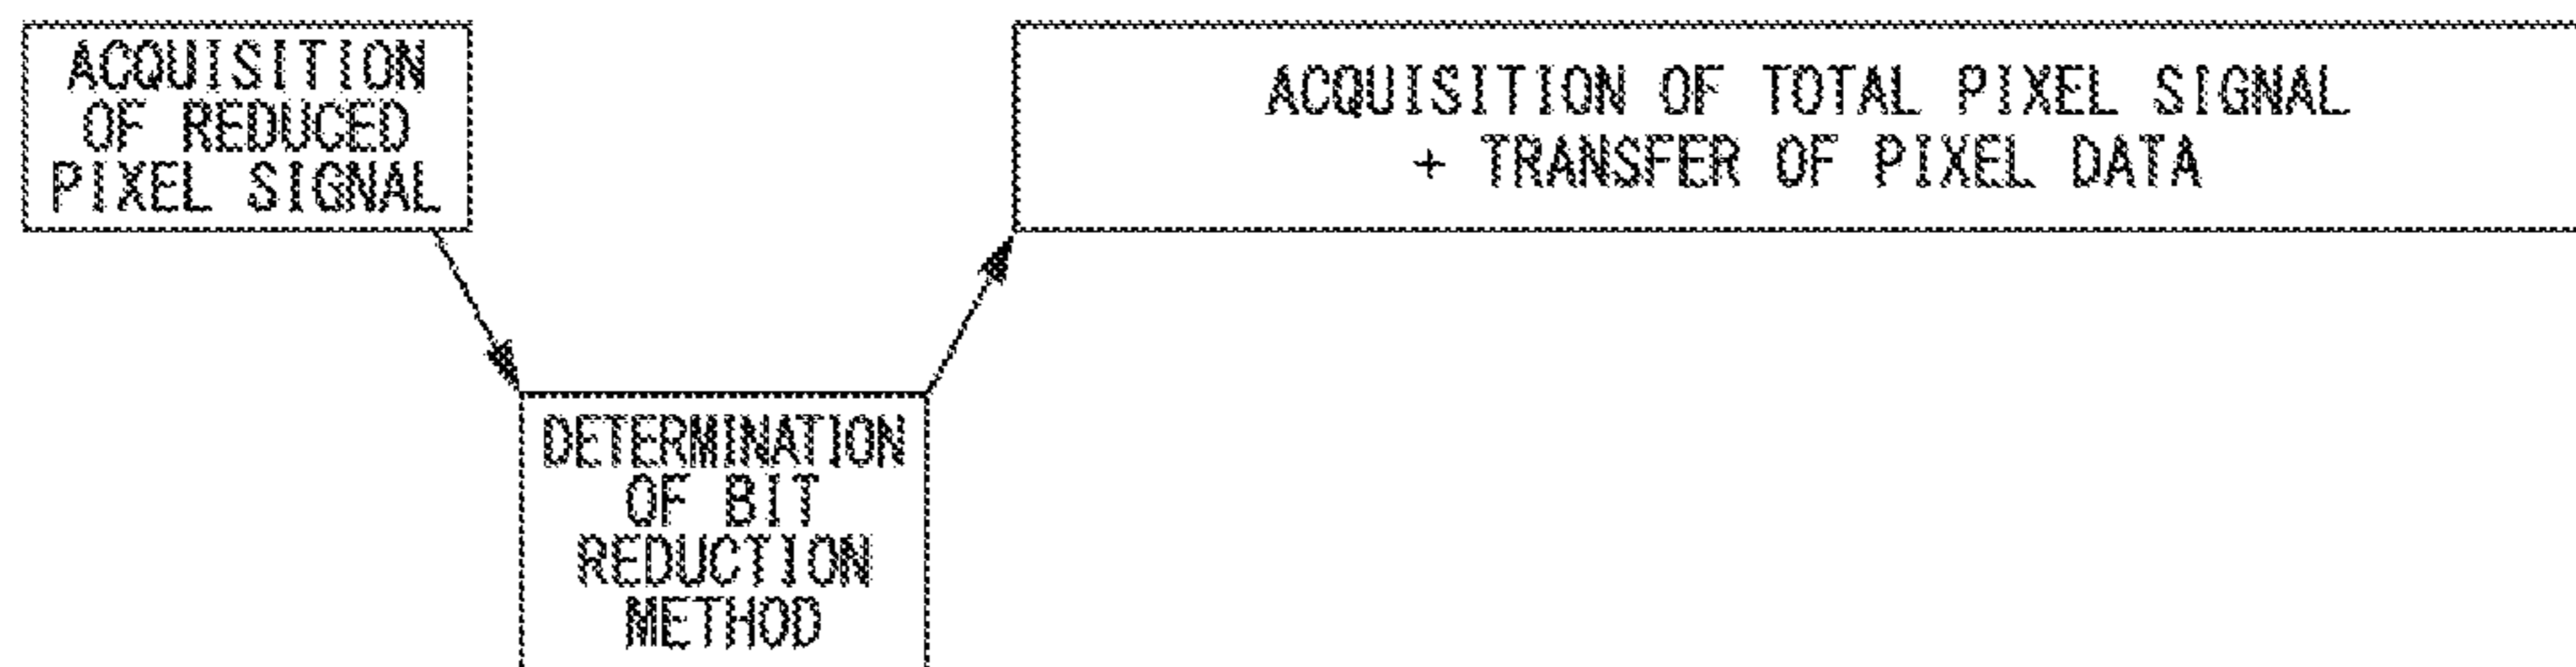 ACQUISITION
OF REDUCED
PIXEL SIGNAL
ACQUISITION OF TOTAL PIXEL SIGNAL
+ TRANSFER OF PIXEL DATA
DETERMINATION
OF BIT
REDUCTION
METHOD